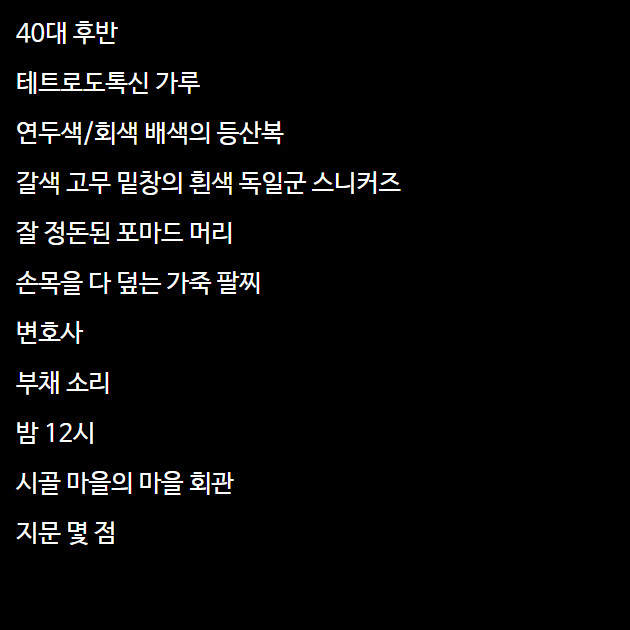 40대 후반
테트로도톡신 가루
연두색/회색 배색의 등산복
갈색 고무 밑창의 흰색 독일군 스니커즈
잘 정돈된 포마드 머리
손목을 다 덮는 가죽 팔찌
변호사
부채 소리
밤 12시
시골 마을의 마을 회관
지문 몇 점